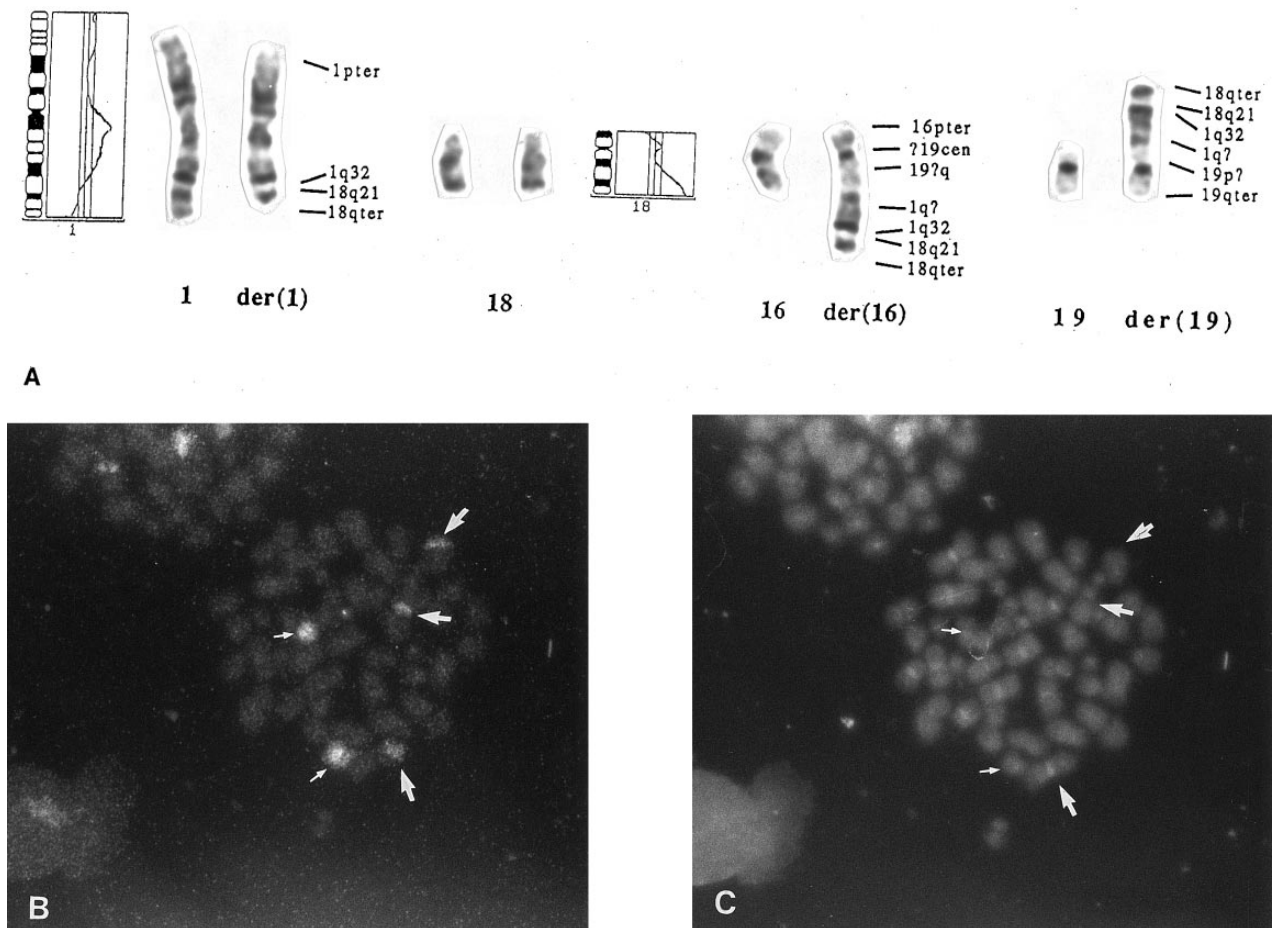 1pter
1q32
18q21
18qter
1
18
16pter
?19cen
19?q
1q?
1q32
18q21
18qter
18qter
18q21
1q32
1q?
19p?
19qter
1 der(1)
18
16 der(16)
19 der(19)
A
B
C